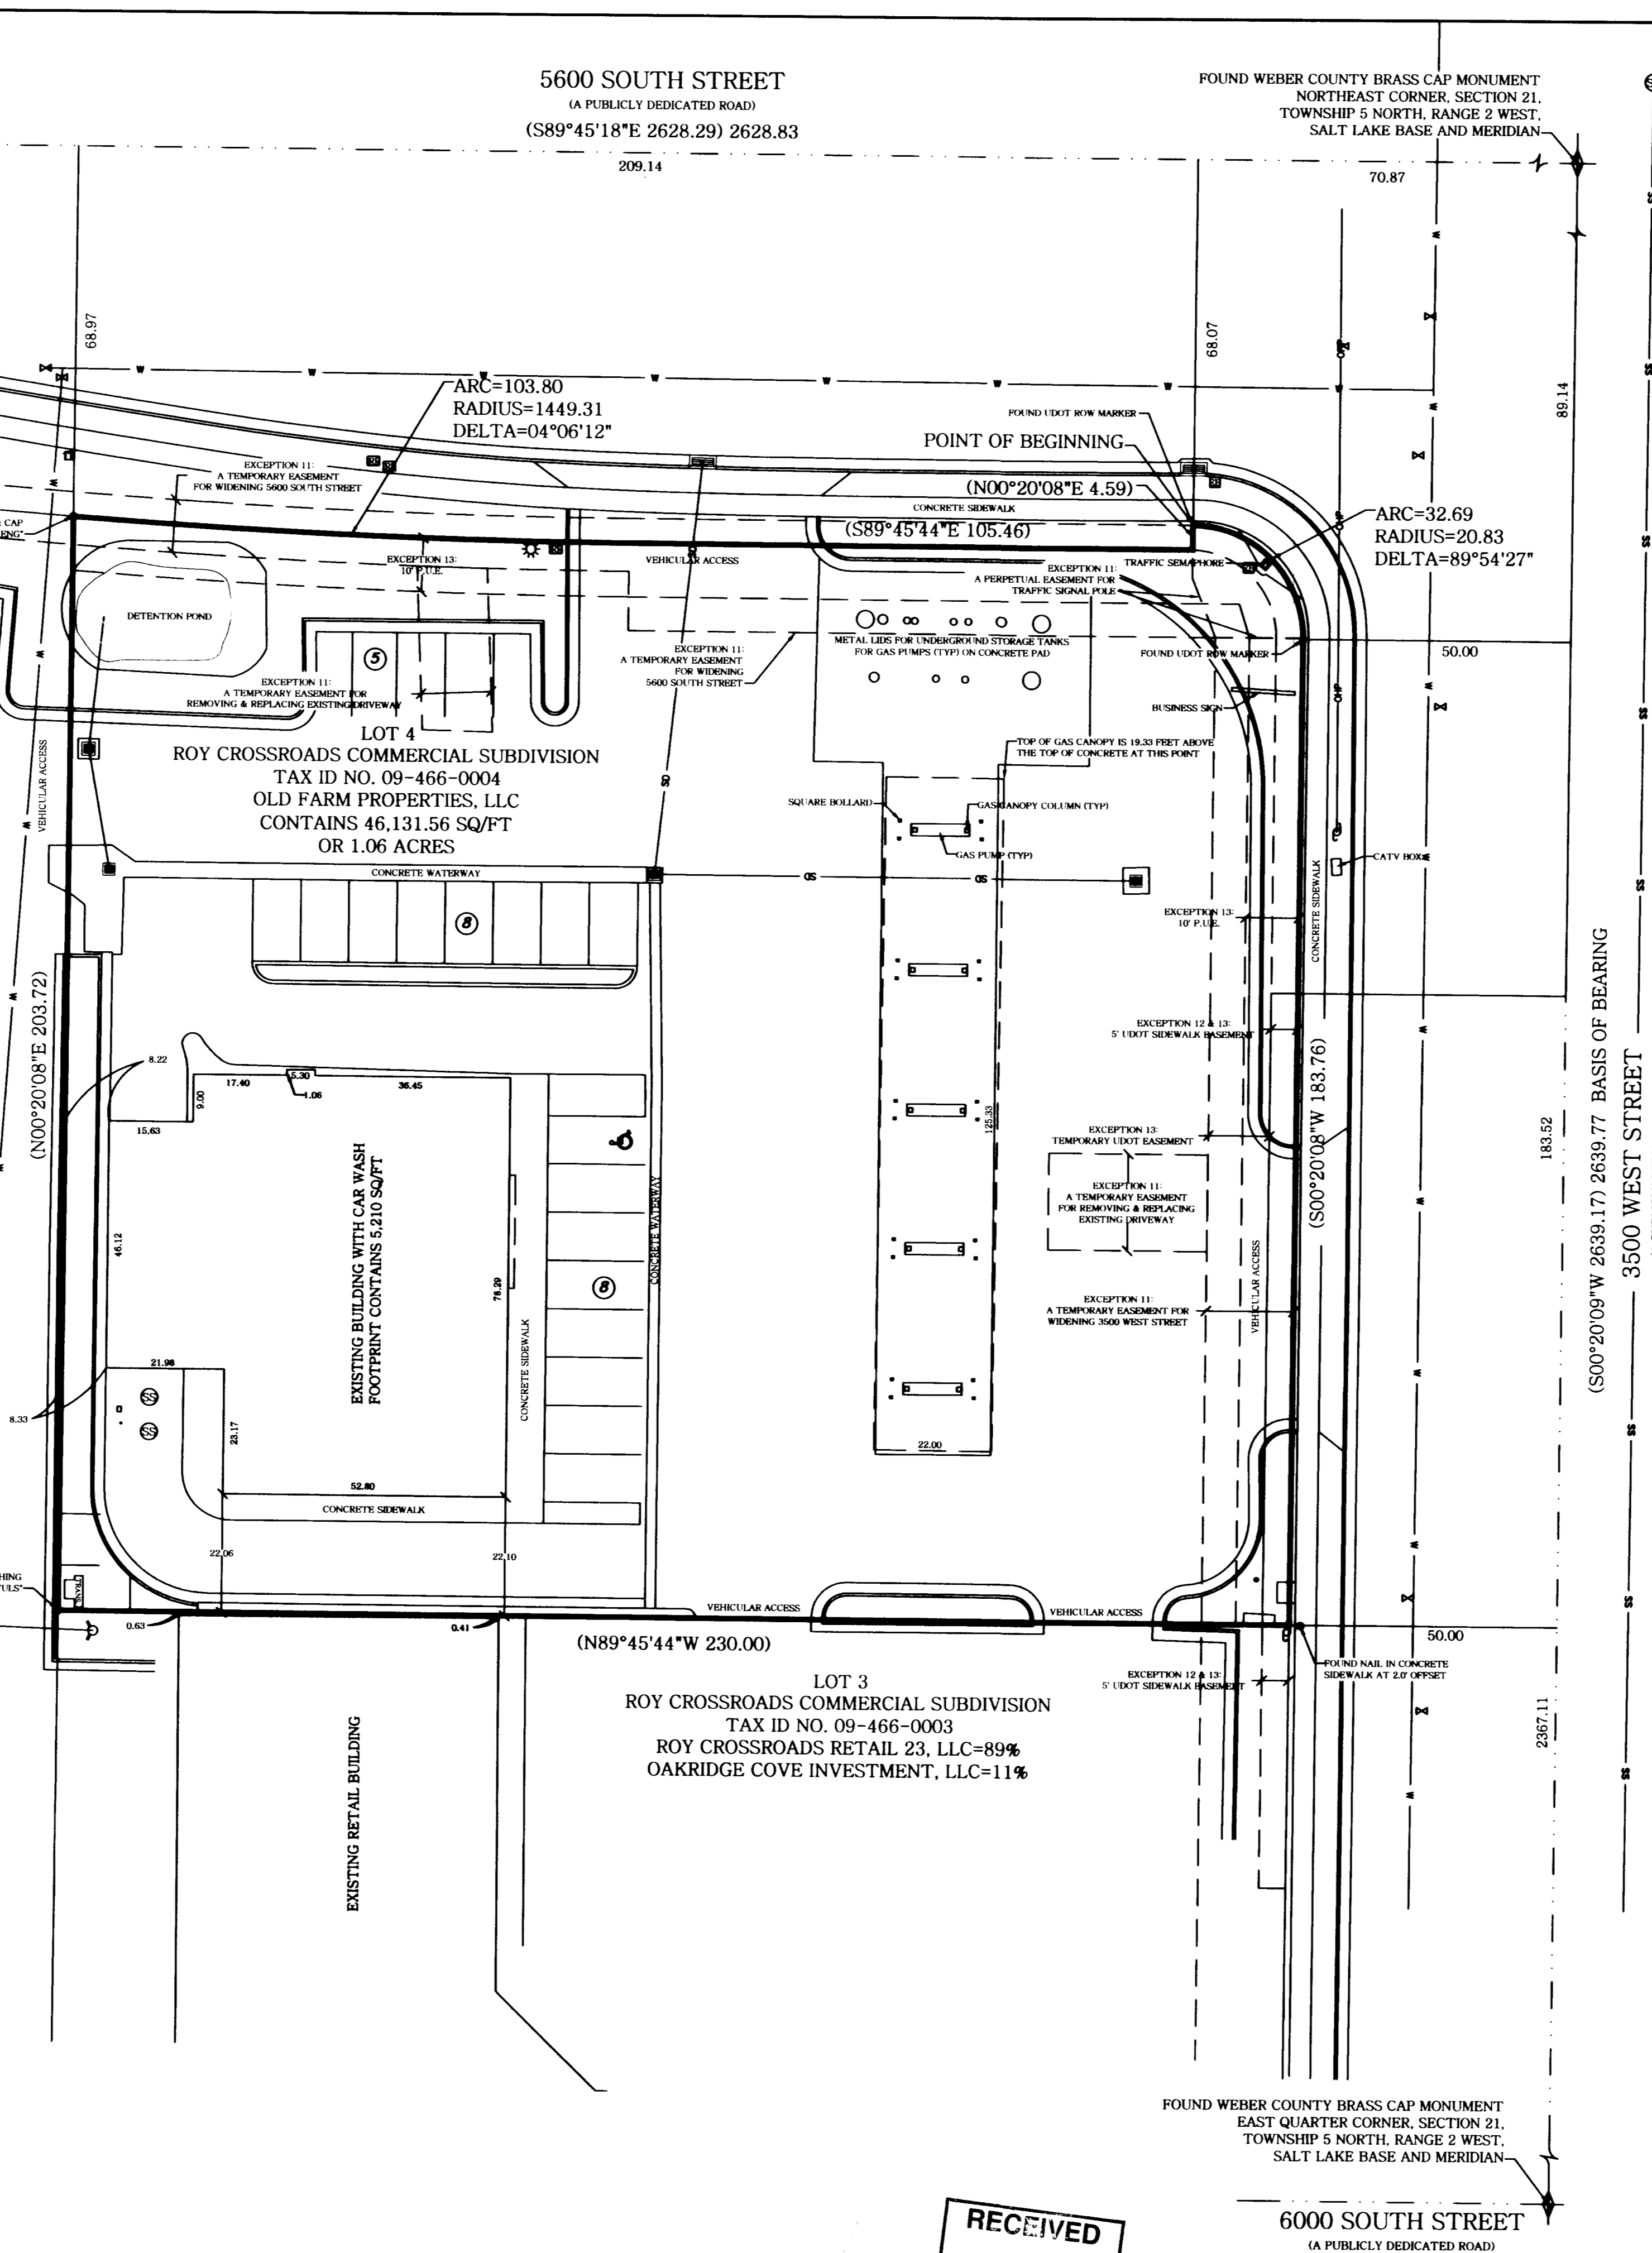 5600 SOUTH STREET
(A PUBLICLY DEDICATED ROAD)
(S89°45'18"E 2628.29) 2628.83
209.14
FOUND WEBER COUNTY BRASS CAP MONUMENT
NORTHEAST CORNER, SECTION 21,
TOWNSHIP 5 NORTH, RANGE 2 WEST,
SALT LAKE BASE AND MERIDIAN
70.87
68.97
68.07
89.14
ARC=103.80
RADIUS=1449.31
DELTA=04°06'12"
FOUND UDOT ROW MARKER
POINT OF BEGINNING
(N00°20'08"E 4.59)
CONCRETE SIDEWALK
(S89°45'44"E 105.46)
ARC=32.69
RADIUS=20.83
DELTA=89°54'27"
EXCEPTION 11:
A TEMPORARY EASEMENT
FOR WIDENING 5600 SOUTH STREET
CAP
ENG"
EXCEPTION 13:
10' P.U.E.
VEHICULAR ACCESS
TRAFFIC SEMAPHORE
EXCEPTION 11:
A PERPETUAL EASEMENT FOR
TRAFFIC SIGNAL POLE
DETENTION POND
METAL LIDS FOR UNDERGROUND STORAGE TANKS
FOR GAS PUMPS (TYP) ON CONCRETE PAD
FOUND UDOT ROW MARKER
50.00
5
EXCEPTION 11:
A TEMPORARY EASEMENT
FOR WIDENING
5600 SOUTH STREET
EXCEPTION 11:
A TEMPORARY EASEMENT FOR
REMOVING & REPLACING EXISTING DRIVEWAY
BUSINESS SIGN
LOT 4
ROY CROSSROADS COMMERCIAL SUBDIVISION
TAX ID NO. 09-466-0004
OLD FARM PROPERTIES, LLC
CONTAINS 46,131.56 SQ/FT
OR 1.06 ACRES
TOP OF GAS CANOPY IS 19.33 FEET ABOVE
THE TOP OF CONCRETE AT THIS POINT
VEHICULAR ACCESS
SQUARE BOLLARD
GAS CANOPY COLUMN (TYP)
GAS PUMP (TYP)
CATV BOX
CONCRETE WATERWAY
SD
SD
SD
SD
OHP
OHP
OHP
8
CONCRETE SIDEWALK
EXCEPTION 13:
10' P.U.E.
(N00°20'08"E 203.72)
EXCEPTION 12 & 13:
5' UDOT SIDEWALK EASEMENT
(S00°20'08"W 183.76)
(S00°20'09"W 2639.17) 2639.77 BASIS OF BEARING
3500 WEST STREET
183.52
8.22
17.40
5.30
1.06
36.45
9.00
15.63
EXISTING BUILDING WITH CAR WASH
FOOTPRINT CONTAINS 5,210 SQ/FT
46.12
78.29
CONCRETE SIDEWALK
CONCRETE WATERWAY
8
125.33
EXCEPTION 13:
TEMPORARY UDOT EASEMENT
EXCEPTION 11:
A TEMPORARY EASEMENT
FOR REMOVING & REPLACING
EXISTING DRIVEWAY
EXCEPTION 11:
A TEMPORARY EASEMENT FOR
WIDENING 3500 WEST STREET
VEHICULAR ACCESS
21.98
SS
SS
8.33
23.17
22.00
52.80
CONCRETE SIDEWALK
22.06
22.10
TRANS
HING
ULS"
0.63
0.41
VEHICULAR ACCESS
VEHICULAR ACCESS
(N89°45'44"W 230.00)
50.00
FOUND NAIL IN CONCRETE
SIDEWALK AT 2.0' OFFSET
EXCEPTION 12 & 13:
5' UDOT SIDEWALK EASEMENT
LOT 3
ROY CROSSROADS COMMERCIAL SUBDIVISION
TAX ID NO. 09-466-0003
ROY CROSSROADS RETAIL 23, LLC=89%
OAKRIDGE COVE INVESTMENT, LLC=11%
EXISTING RETAIL BUILDING
2367.11
FOUND WEBER COUNTY BRASS CAP MONUMENT
EAST QUARTER CORNER, SECTION 21,
TOWNSHIP 5 NORTH, RANGE 2 WEST,
SALT LAKE BASE AND MERIDIAN
6000 SOUTH STREET
(A PUBLICLY DEDICATED ROAD)
RECEIVED